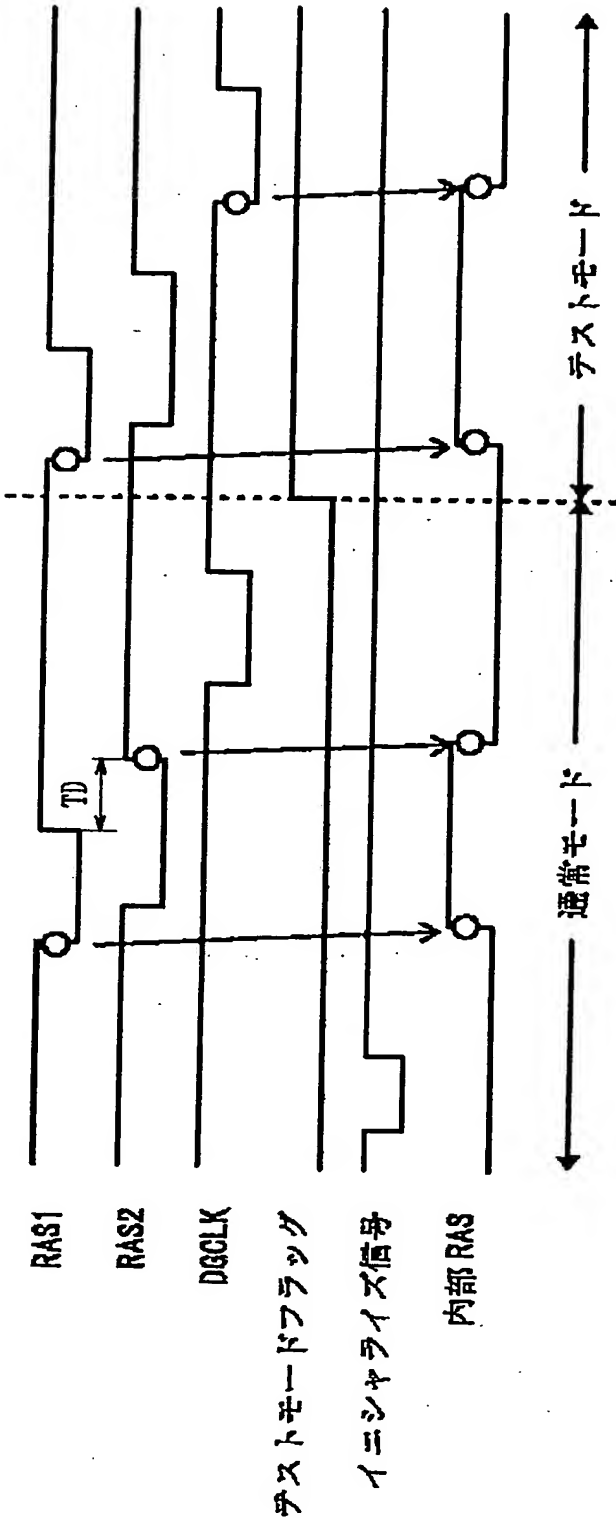 RAS1
RAS2
TD
DGCLK
テストモードフラッグ
イニシャライズ信号
内部RAS
通常モード
テストモード